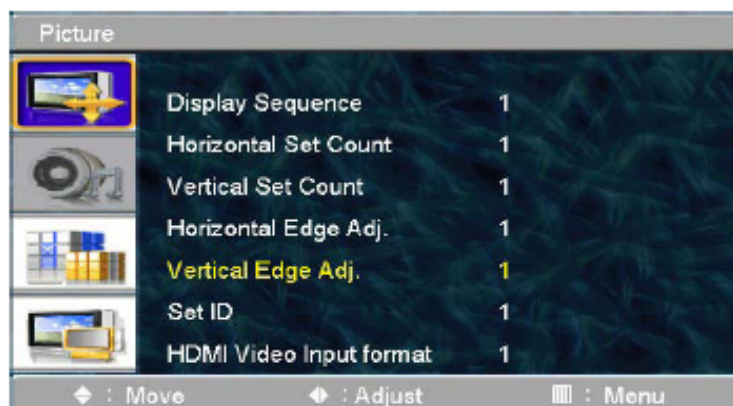 Picture
Display Sequence 1
Horizontal Set Count 1
Vertical Set Count 1
Horizontal Edge Adj. 1
Vertical Edge Adj. 1
Set ID 1
HDMI Video Input format 1
: Move : Adjust : Menu